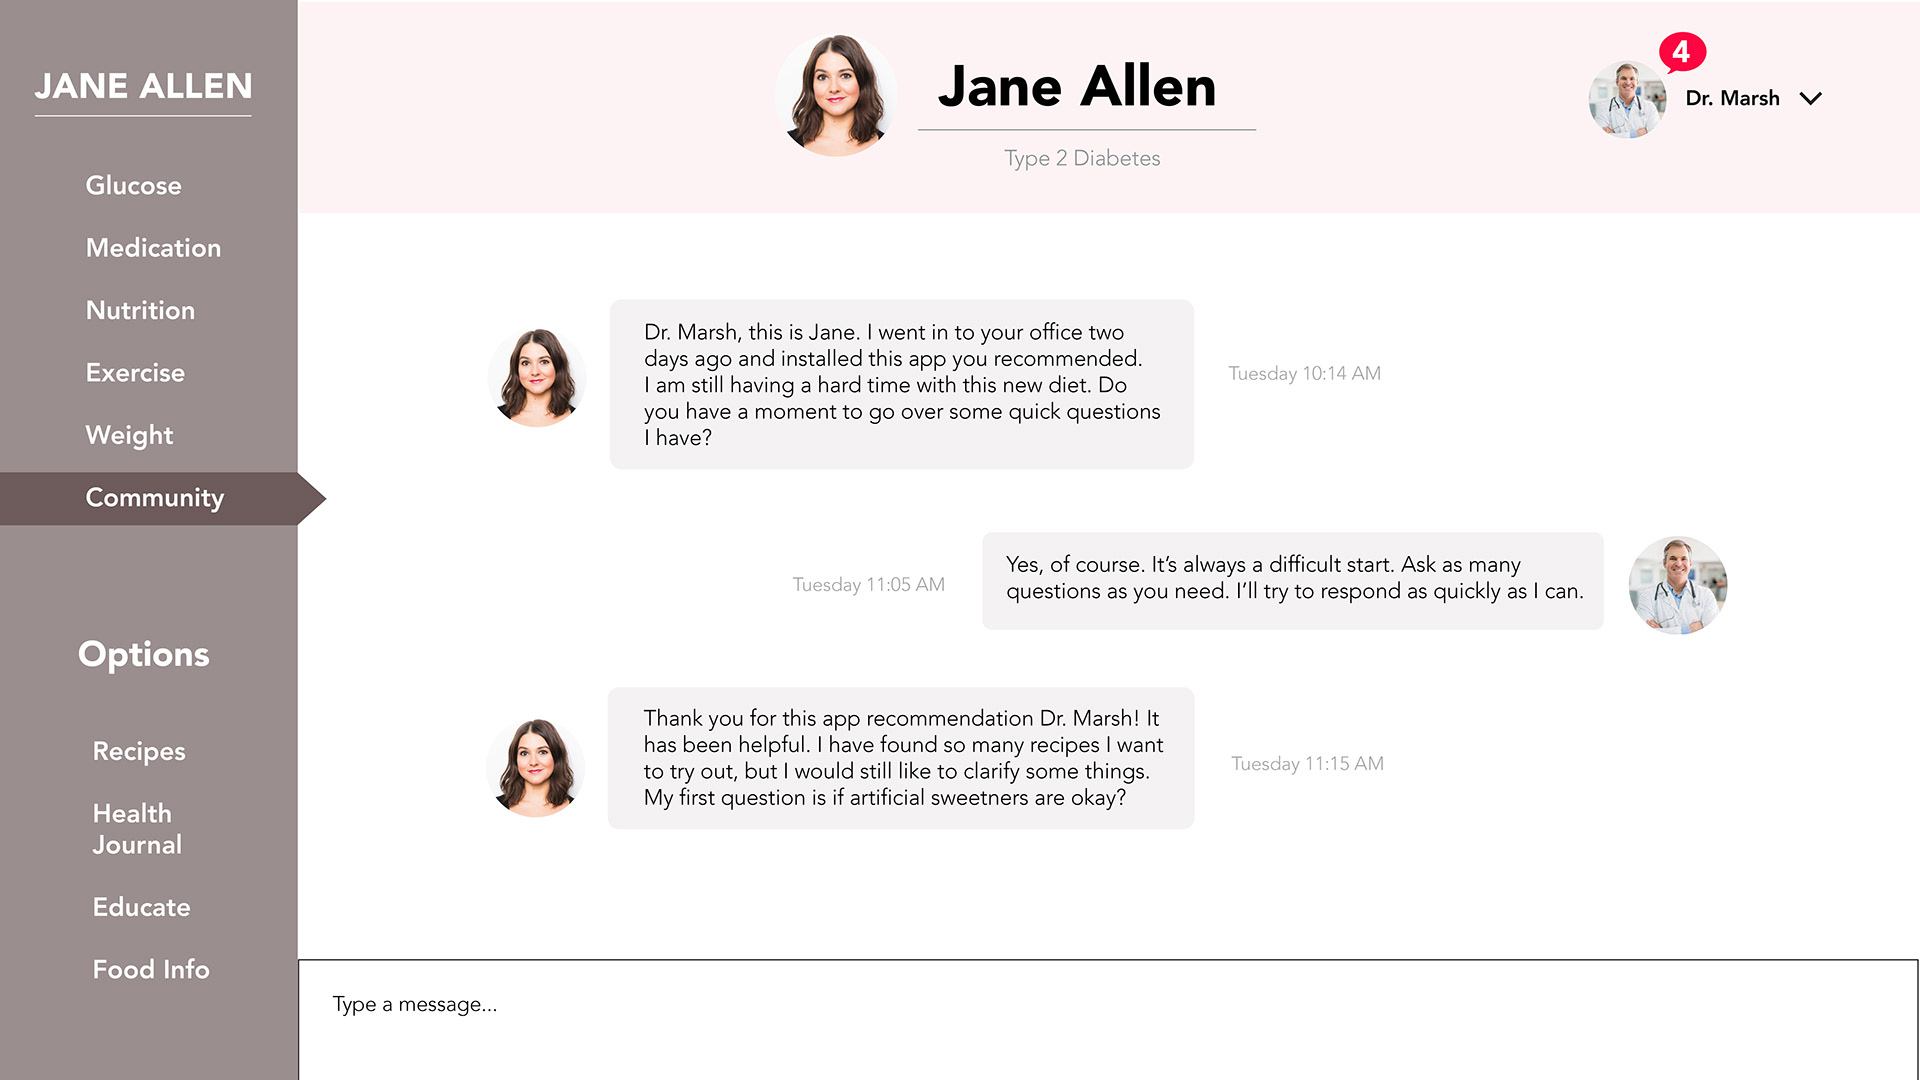 JANE ALLEN
Glucose
Medication
Nutrition
Exercise
Weight
Community
Options
Recipes
Health
Journal
Educate
Food Info
Jane Allen
Type 2 Diabetes
4
Dr. Marsh
Dr. Marsh, this is Jane. I went in to your office two
days ago and installed this app you recommended.
I am still having a hard time with this new diet. Do
you have a moment to go over some quick questions
I have?
Tuesday 10:14 AM
Tuesday 11:05 AM
Yes, of course. It’s always a difficult start. Ask as many
questions as you need. I’ll try to respond as quickly as I can.
Thank you for this app recommendation Dr. Marsh! It
has been helpful. I have found so many recipes I want
to try out, but I would still like to clarify some things.
My first question is if artificial sweetners are okay?
Tuesday 11:15 AM
Type a message...